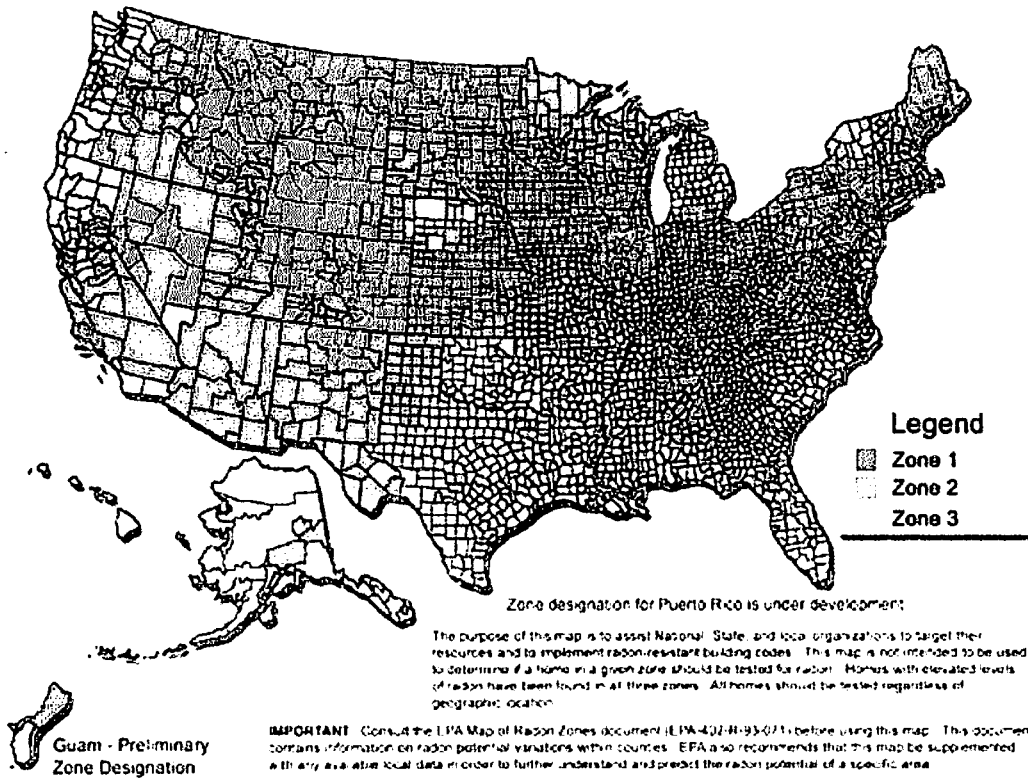 Legend
Zone 1
Zone 2
Zone 3
Zone designation for Puerto Rico is under development
The purpose of this map is to assist National, State, and local organizations to target their
resources and to implement radon-resistant building codes. This map is not intended to be used
to determine if a home in a given zone should be tested for radon. Homes with elevated levels
of radon have been found in all three zones. All homes should be tested regardless of
geographic location
IMPORTANT: Consult the EPA Map of Radon Zones document (EPA-402-R-93-071) before using this map. This document
contains information on radon potential variations within counties. EPA also recommends that this map be supplemented
with any available local data in order to further understand and predict the radon potential of a specific area
Guam - Preliminary
Zone Designation